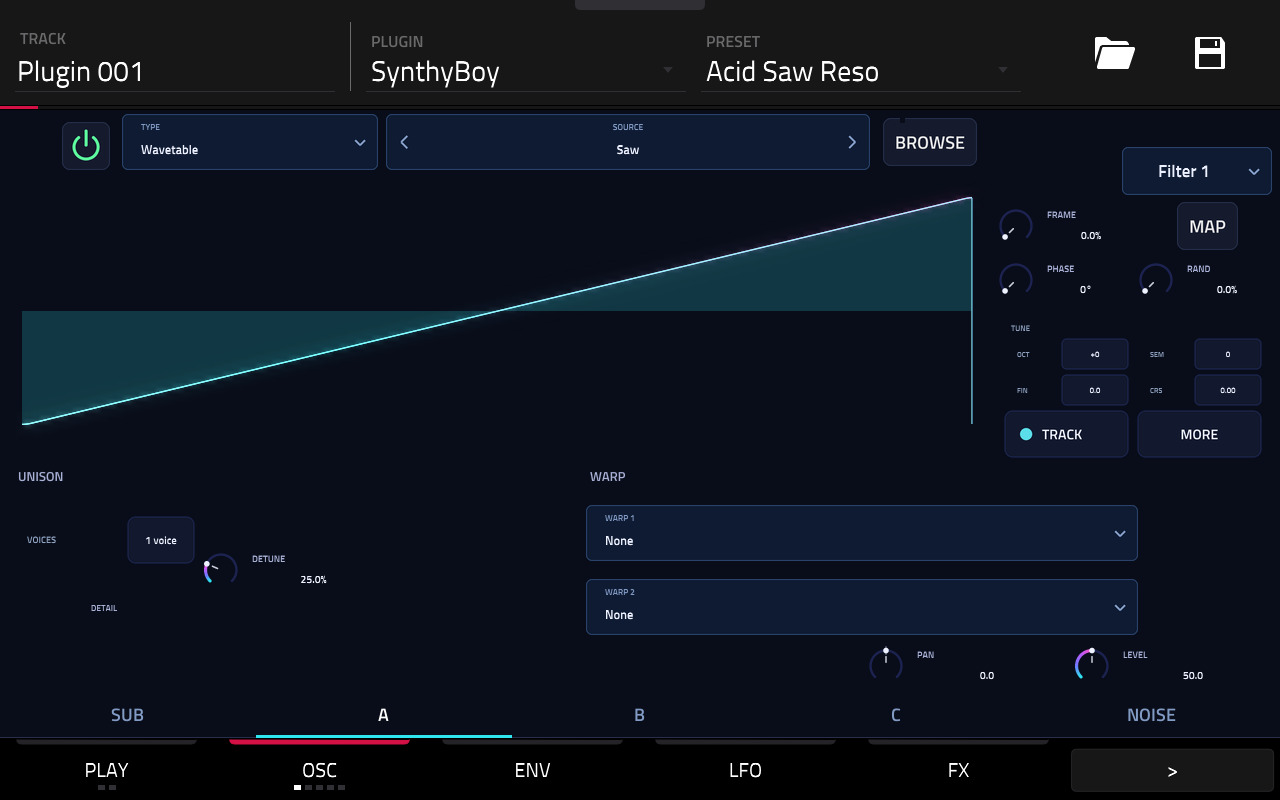 TRACK
Plugin 001
PLUGIN
SynthyBoy
PRESET
Acid Saw Reso
TYPE
Wavetable
SOURCE
Saw
BROWSE
Filter 1
FRAME
0.0%
MAP
PHASE
0°
RAND
0.0%
TUNE
OCT
+0
SEM
0
FIN
0.0
CRS
0.00
TRACK
MORE
UNISON
VOICES
1 voice
DETUNE
25.0%
DETAIL
WARP
WARP 1
None
WARP 2
None
PAN
0.0
LEVEL
50.0
SUB
A
B
C
NOISE
PLAY
OSC
ENV
LFO
FX
>